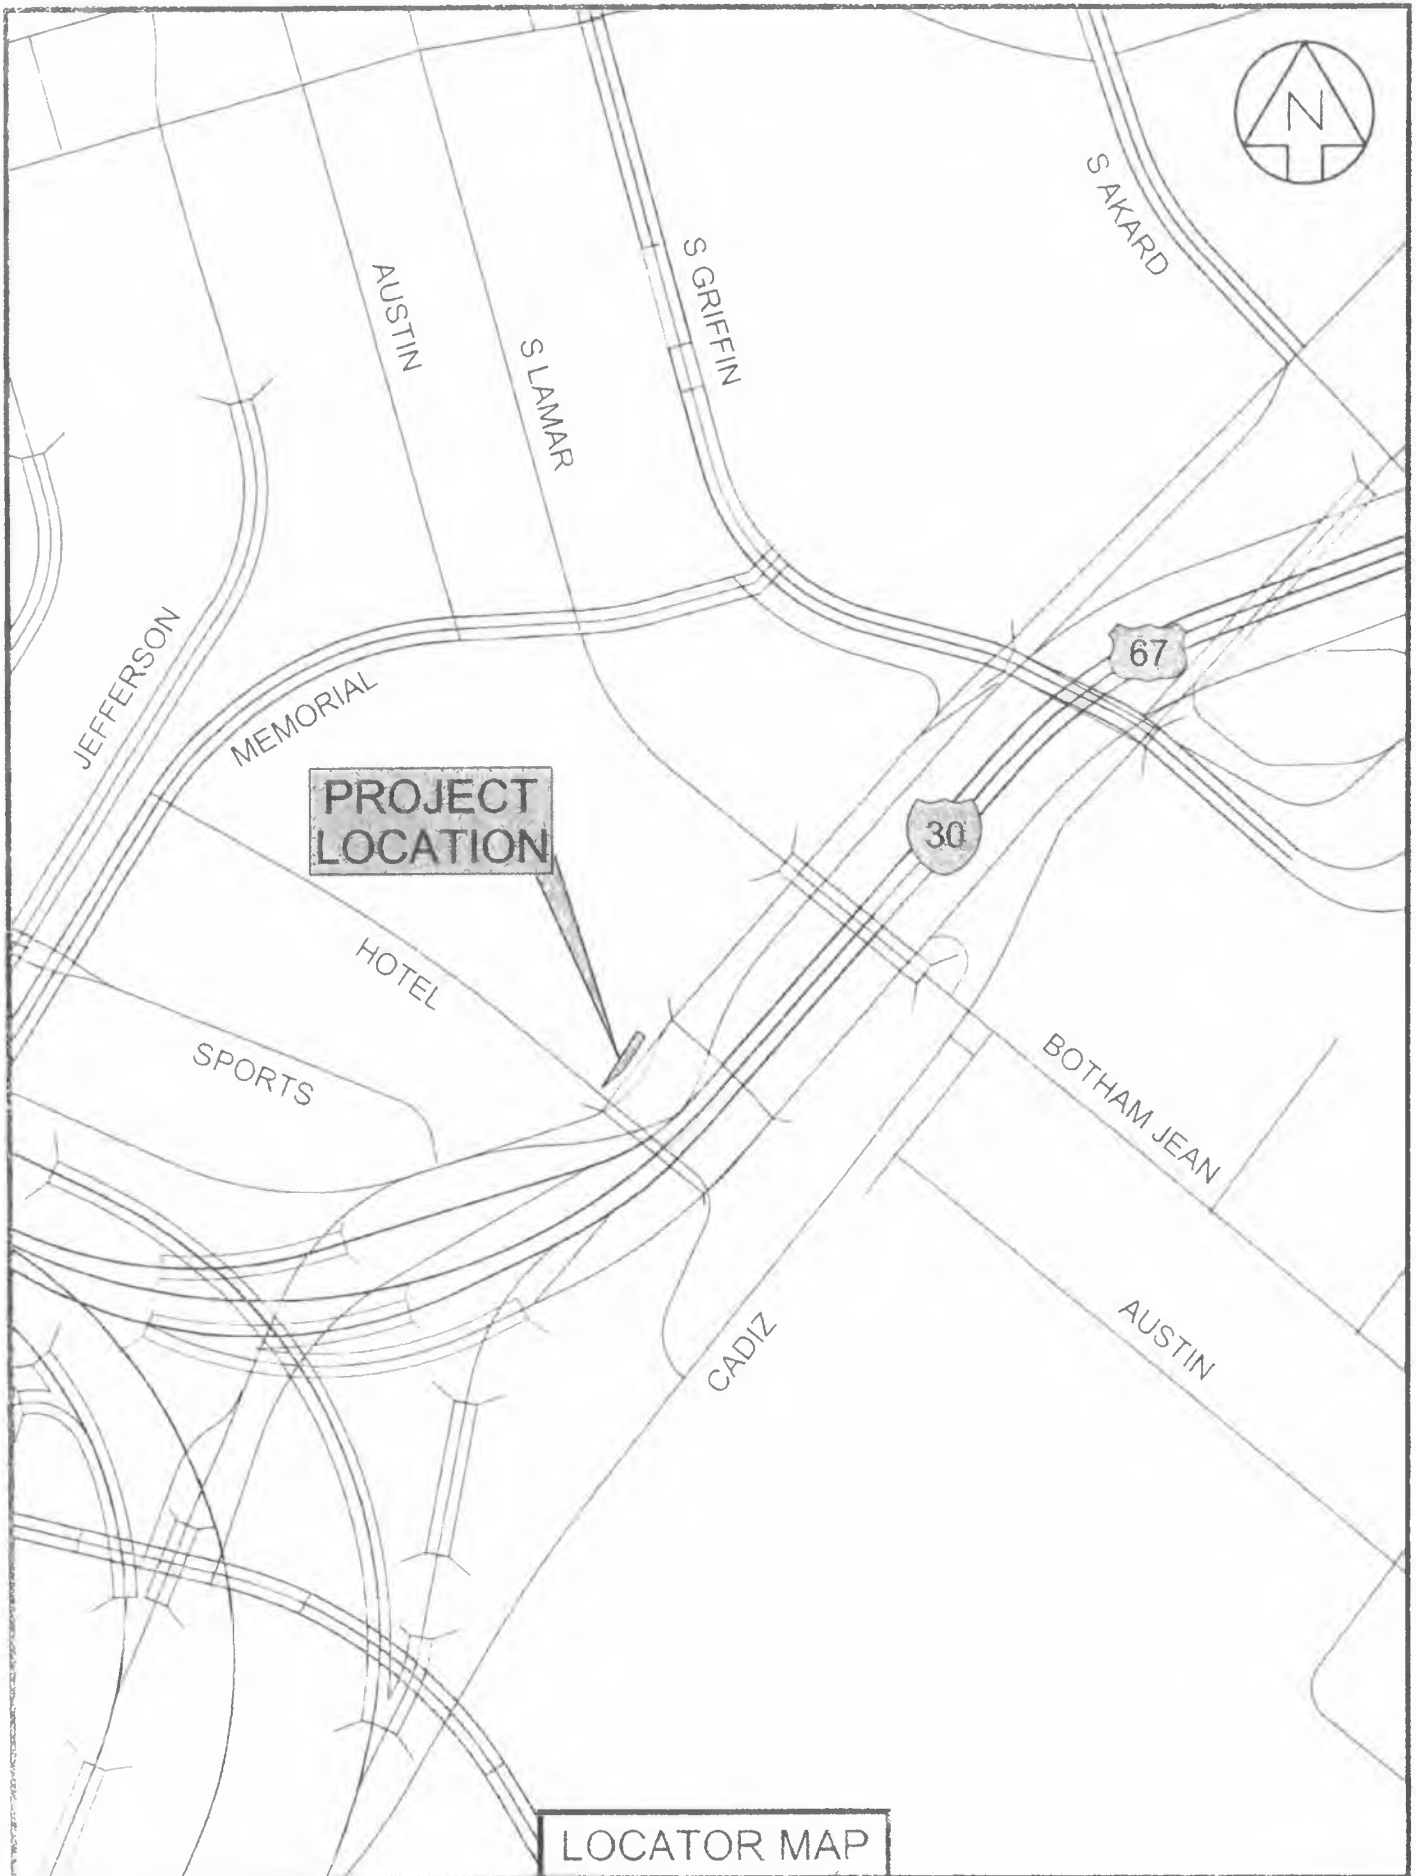 N
S AKARD
S GRIFFIN
AUSTIN
S LAMAR
67
JEFFERSON
MEMORIAL
PROJECT
LOCATION
30
HOTEL
SPORTS
BOTHAM JEAN
AUSTIN
CADIZ
LOCATOR MAP